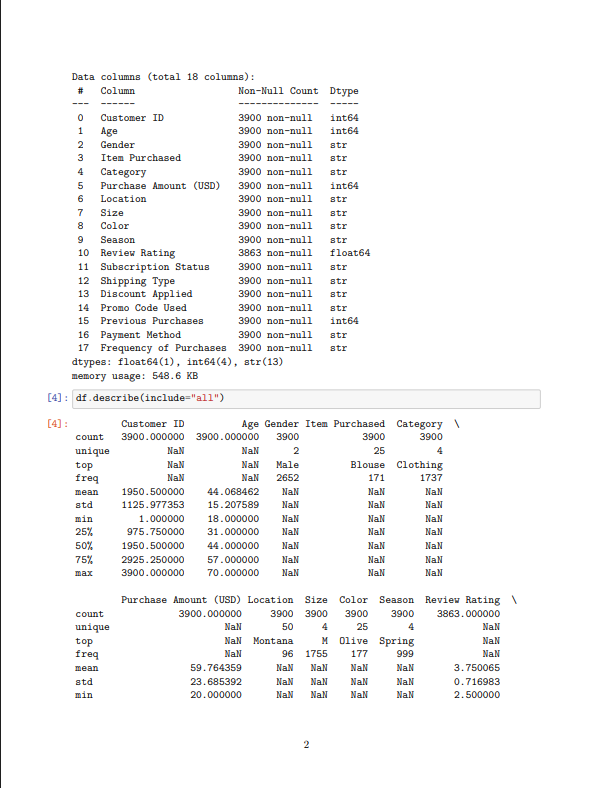 Data columns (total 18 columns):
 #   Column                  Non-Null Count  Dtype
---  ------                  --------------  -----
 0   Customer ID             3900 non-null   int64
 1   Age                     3900 non-null   int64
 2   Gender                  3900 non-null   str
 3   Item Purchased          3900 non-null   str
 4   Category                3900 non-null   str
 5   Purchase Amount (USD)   3900 non-null   int64
 6   Location                3900 non-null   str
 7   Size                    3900 non-null   str
 8   Color                   3900 non-null   str
 9   Season                  3900 non-null   str
 10  Review Rating           3863 non-null   float64
 11  Subscription Status     3900 non-null   str
 12  Shipping Type           3900 non-null   str
 13  Discount Applied        3900 non-null   str
 14  Promo Code Used         3900 non-null   str
 15  Previous Purchases      3900 non-null   int64
 16  Payment Method          3900 non-null   str
 17  Frequency of Purchases  3900 non-null   str
dtypes: float64(1), int64(4), str(13)
memory usage: 548.6 KB
[4]: df.describe(include="all")
[4]:         Customer ID          Age Gender Item Purchased  Category  \
count   3900.000000  3900.000000   3900           3900      3900
unique          NaN          NaN      2             25         4
top             NaN          NaN   Male         Blouse  Clothing
freq            NaN          NaN   2652            171      1737
mean    1950.500000    44.068462    NaN            NaN       NaN
std     1125.977353    15.207589    NaN            NaN       NaN
min        1.000000    18.000000    NaN            NaN       NaN
25%      975.750000    31.000000    NaN            NaN       NaN
50%     1950.500000    44.000000    NaN            NaN       NaN
75%     2925.250000    57.000000    NaN            NaN       NaN
max     3900.000000    70.000000    NaN            NaN       NaN
        Purchase Amount (USD) Location  Size  Color  Season  Review Rating  \
count             3900.000000     3900  3900   3900    3900    3863.000000
unique                    NaN       50     4     25       4            NaN
top                       NaN  Montana     M  Olive  Spring            NaN
freq                      NaN       96  1755    177     999            NaN
mean                59.764359      NaN   NaN    NaN     NaN       3.750065
std                 23.685392      NaN   NaN    NaN     NaN       0.716983
min                 20.000000      NaN   NaN    NaN     NaN       2.500000
2